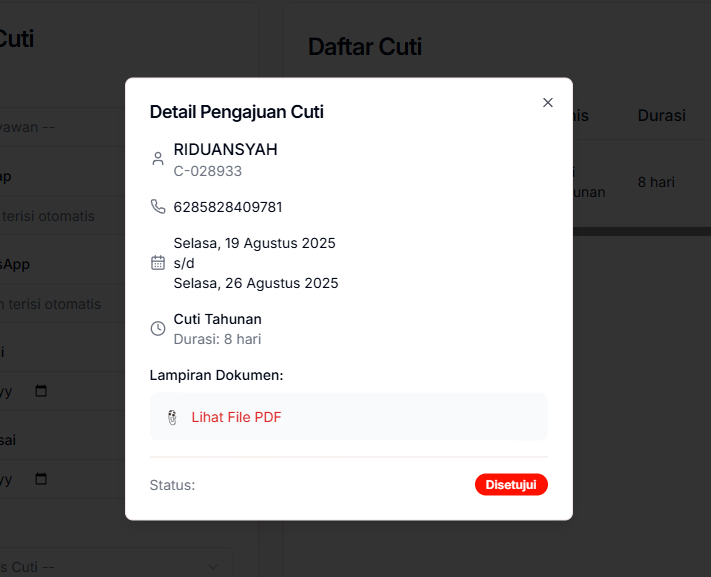 Cuti
Daftar Cuti
Detail Pengajuan Cuti
RIDUANSYAH
C-028933
6285828409781
Selasa, 19 Agustus 2025
s/d
Selasa, 26 Agustus 2025
Cuti Tahunan
Durasi: 8 hari
Lampiran Dokumen:
Lihat File PDF
Status:
Disetujui
yawan --
ap
terisi otomatis
sApp
n terisi otomatis
i
yy
sai
yy
s Cuti --
nis
Durasi
i
unan
8 hari